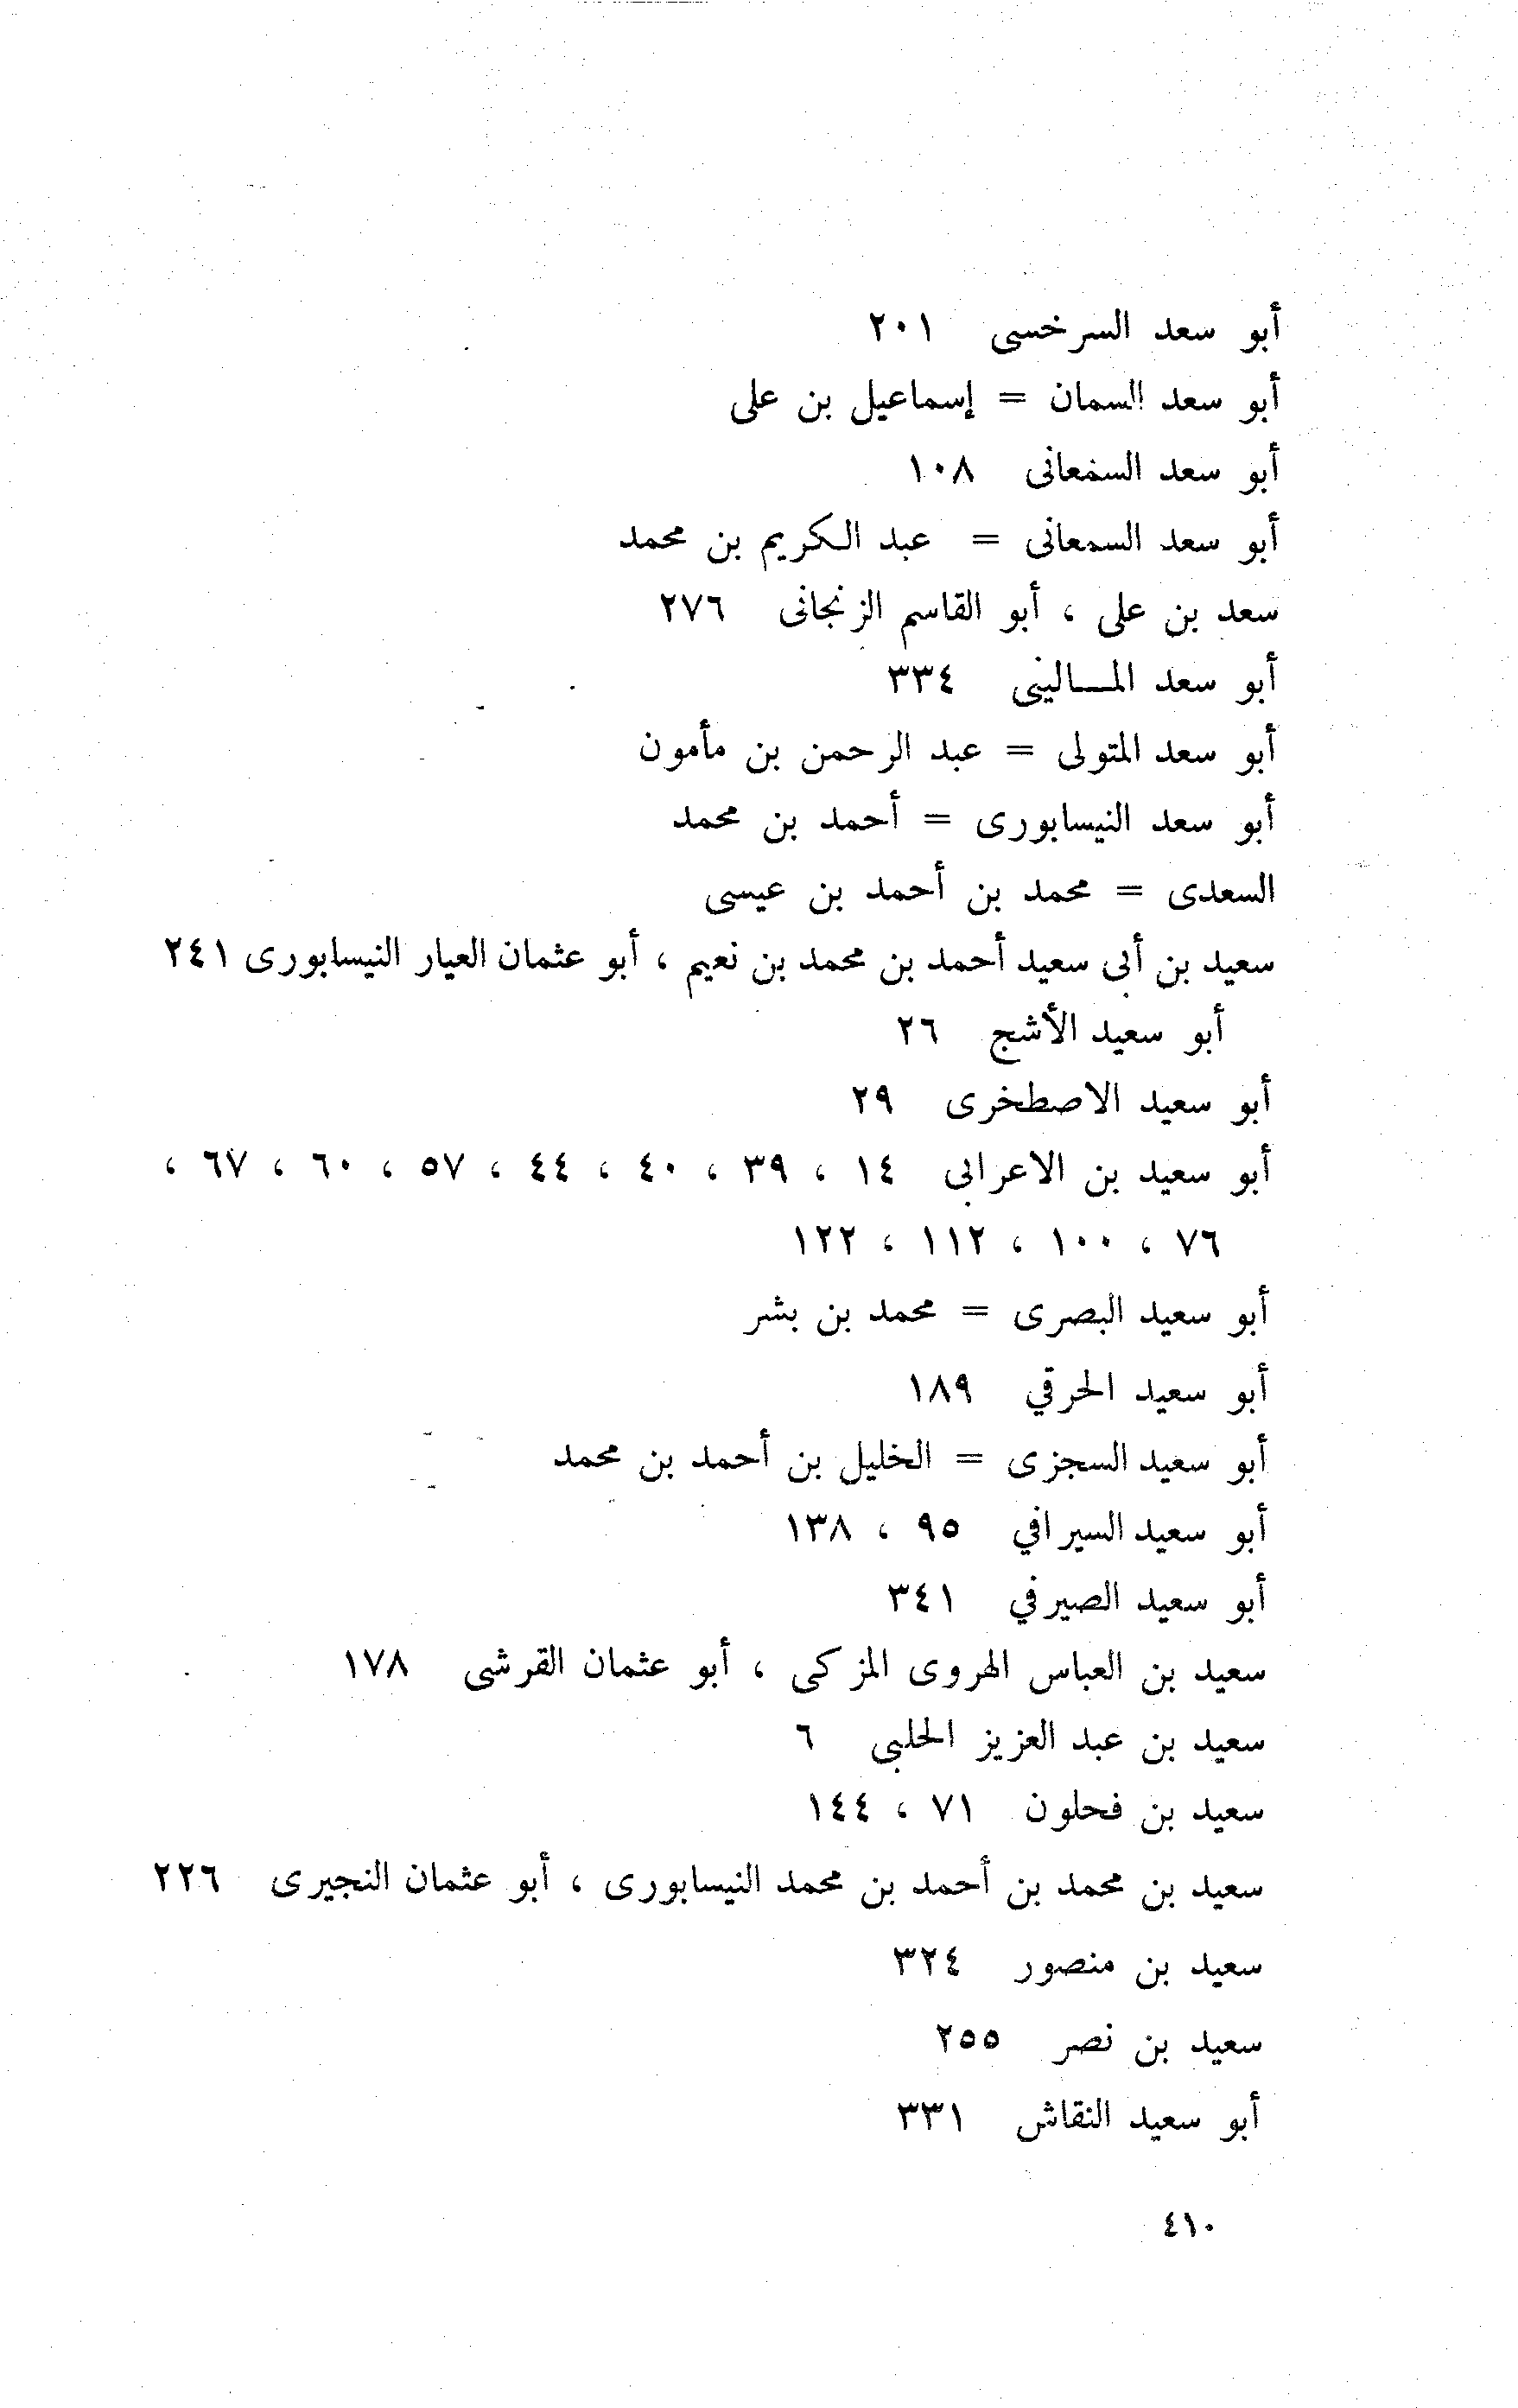 أبو سعد السرخسى ٢٠١
أبو سعد السمان = إسماعيل بن على
أبو سعد السمعانى ١٠٨
أبو سعد السمعانى = عبد الكريم بن محمد
سعد بن على ، أبو القاسم الزنجانى ٢٧٦
أبو سعد المـالينى ٣٣٤
أبو سعد المتولى = عبد الرحمن بن مأمون
أبو سعد النيسابورى = أحمد بن محمد
السعدى = محمد بن أحمد بن عيسى
سعيد بن أبى سعيد أحمد بن محمد بن نعيم ، أبو عثمان العيار النيسابورى ٢٤١
أبو سعيد الأشج ٢٦
أبو سعيد الاصطخرى ٢٩
أبو سعيد بن الاعرابى ١٤ ، ٣٩ ، ٤٠ ، ٤٤ ، ٥٧ ، ٦٠ ، ٦٧ ،
٧٦ ، ١٠٠ ، ١١٢ ، ١٢٢
أبو سعيد البصرى = محمد بن بشر
أبو سعيد الحرقي ١٨٩
أبو سعيد السجزى = الخليل بن أحمد بن محمد
أبو سعيد السيرافي ٩٥ ، ١٣٨
أبو سعيد الصيرفي ٣٤١
سعيد بن العباس الهروى المزكى ، أبو عثمان القرشى ١٧٨
سعيد بن عبد العزيز الحلبى ٦
سعيد بن فحلون ٧١ ، ١٤٤
سعيد بن محمد بن أحمد بن محمد النيسابورى ، أبو عثمان النجيرى ٢٢٦
سعيد بن منصور ٣٢٤
سعيد بن نصر ٢٥٥
أبو سعيد النقاش ٣٣١
٤١٠